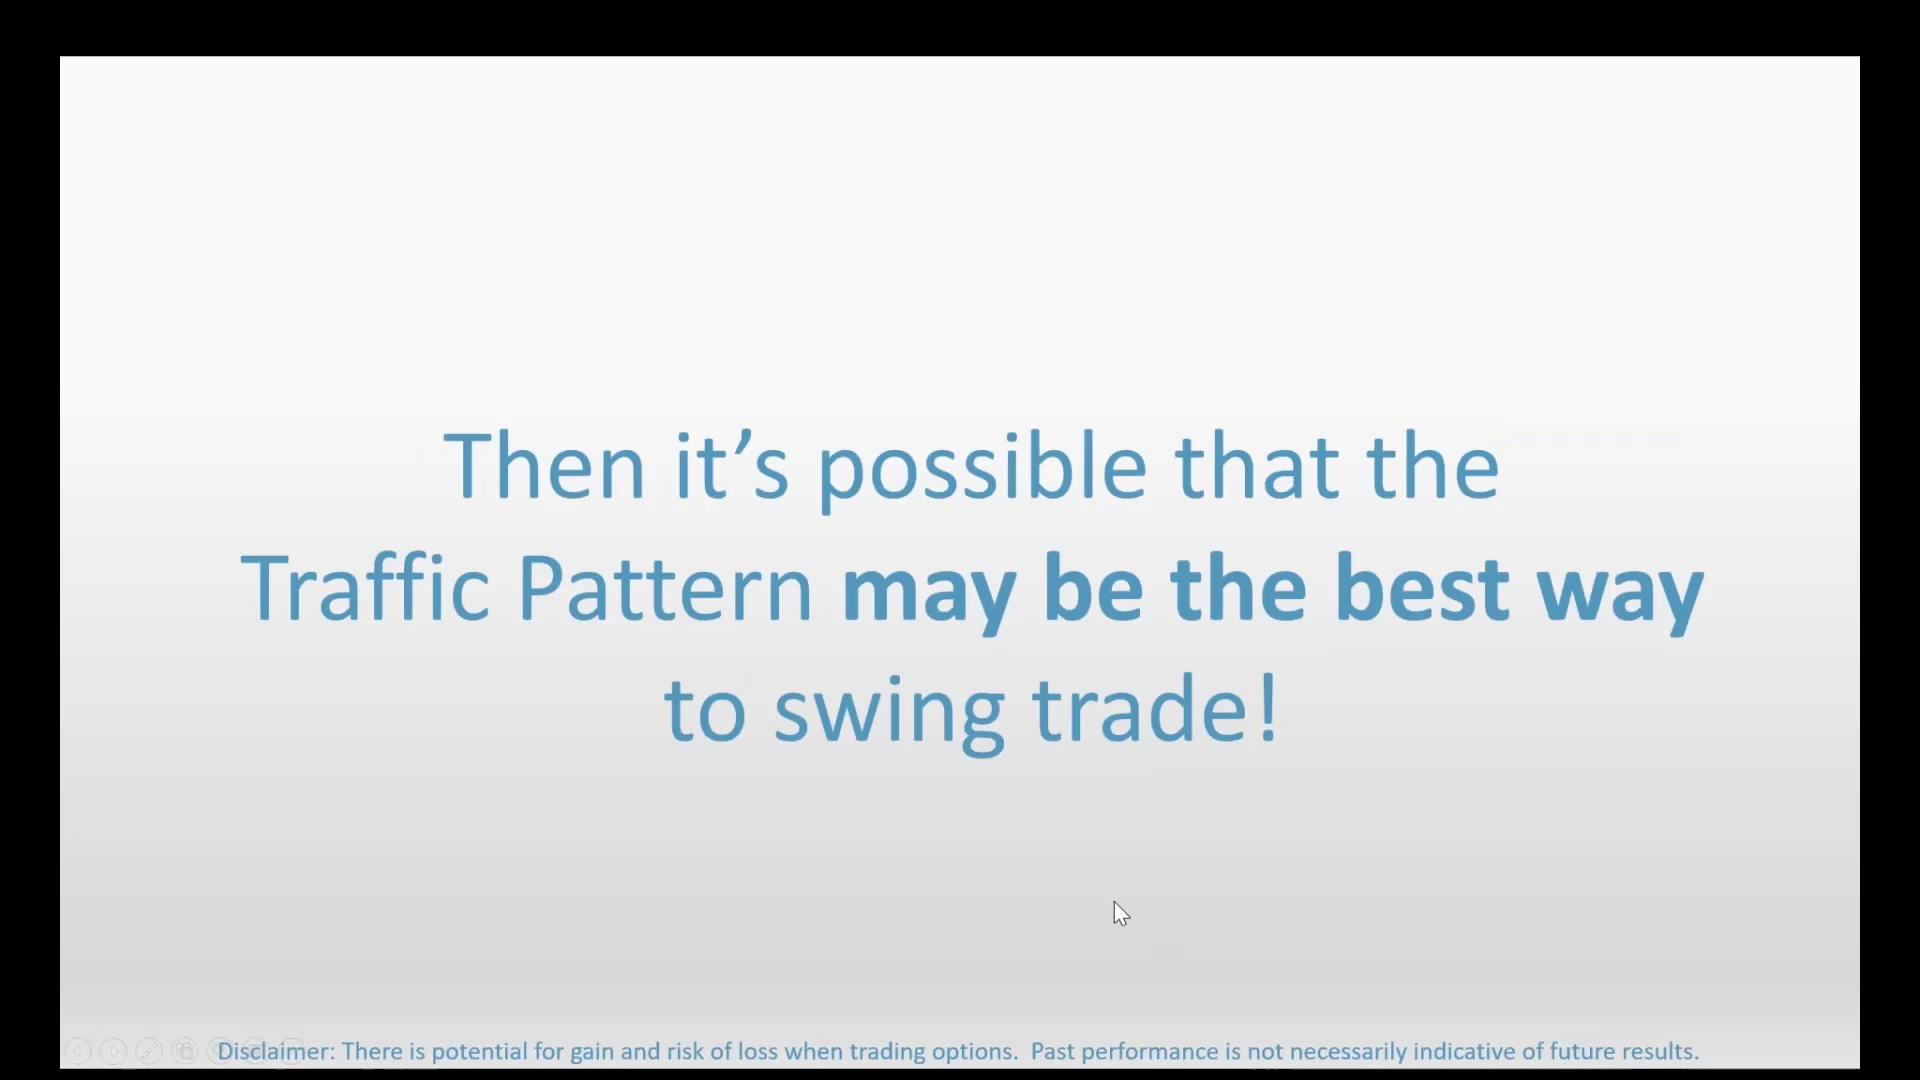 Then it’s possible that the
Traffic Pattern may be the best way
to swing trade!
Disclaimer: There is potential for gain and risk of loss when trading options.  Past performance is not necessarily indicative of future results.